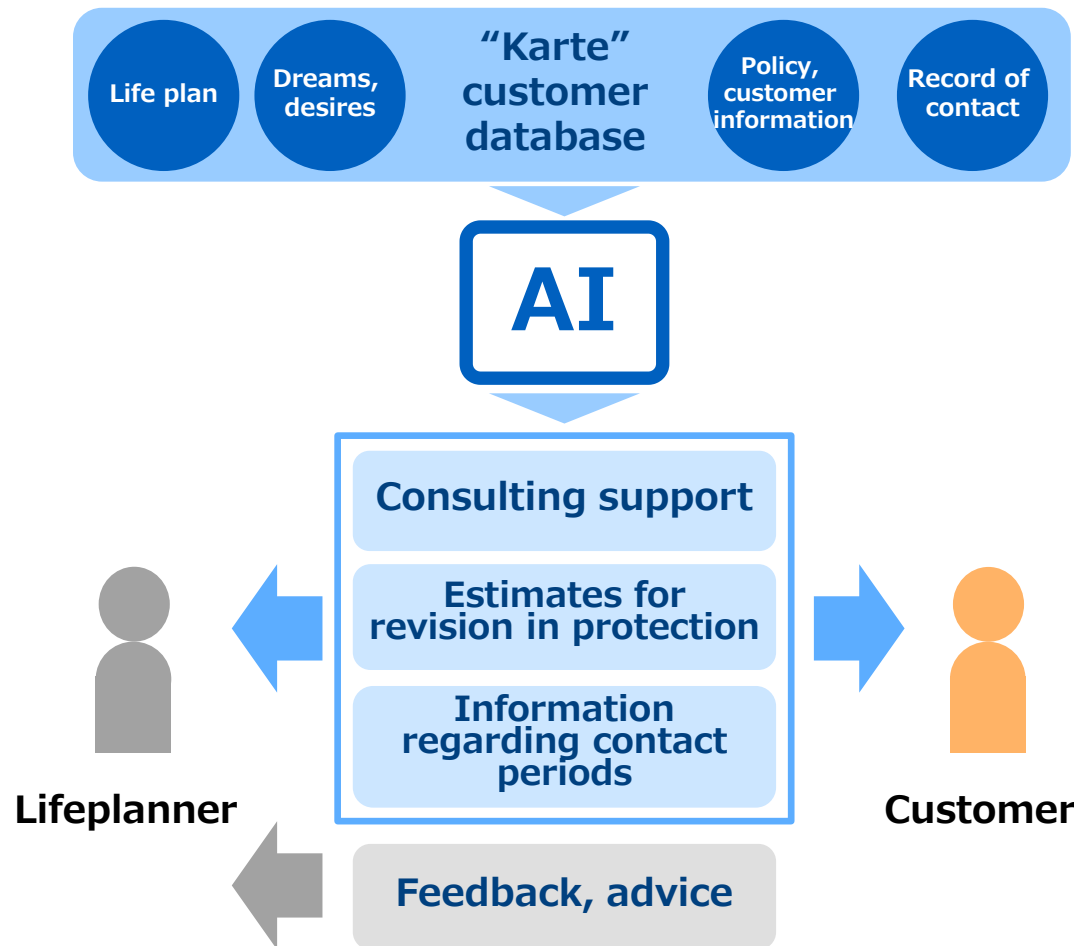 Life plan
Dreams,
desires
“Karte”
customer
database
Policy,
customer
information
Record of
contact
AI
Consulting support
Estimates for
revision in protection
Information
regarding contact
periods
Lifeplanner
Customer
Feedback, advice